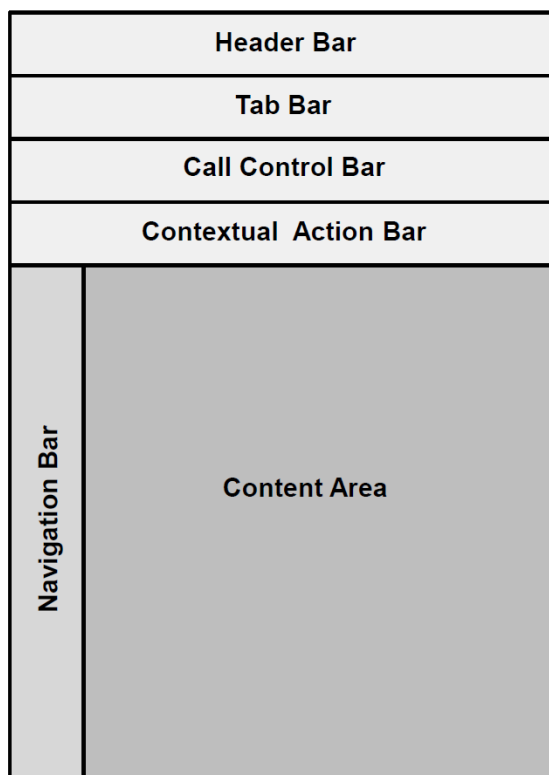 Header Bar
Tab Bar
Call Control Bar
Contextual Action Bar
Navigation Bar
Content Area